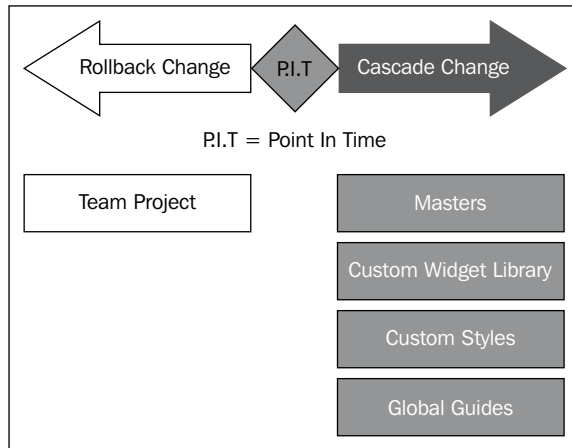 Rollback Change
P.I.T
Cascade Change
P.I.T = Point In Time
Team Project
Masters
Custom Widget Library
Custom Styles
Global Guides